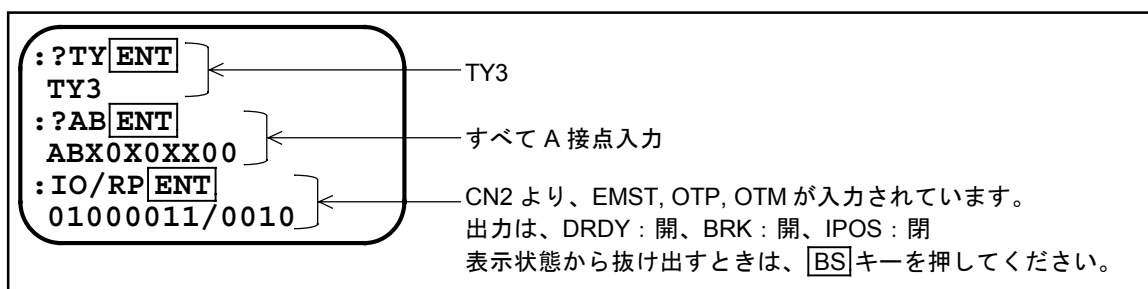 :?TY ENT
TY3
TY3
:?AB ENT
ABX0X0XX00
すべて A 接点入力
:IO/RP ENT
01000011/0010
CN2 より、EMST, OTP, OTM が入力されています。
出力は、DRDY：開、BRK：開、IPOS：閉
表示状態から抜け出すときは、BS キーを押してください。